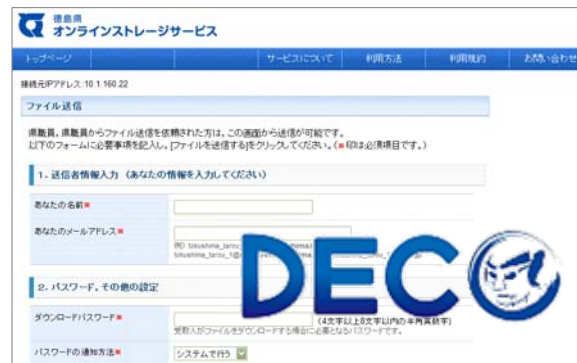 徳島県
オンラインストレージサービス
トップページ サービスについて 利用方法 利用規約 お問い合わせ
接続元IPアドレス:10.1.160.22
ファイル送信
県職員，県職員からファイル送信を依頼された方は、この画面から送信が可能です。
以下のフォームに必要事項を記入し，[ファイルを送信する]をクリックしてください。(■印は必須項目です。)
1. 送信者情報入力 (あなたの情報を入力してください)
あなたの名前■
あなたのメールアドレス■
DECO
2. パスワード，その他の設定
ダウンロードパスワード■
(4文字以上8文字以内の半角英数字)
受取人がファイルをダウンロードする場合に必要となるパスワードです。
パスワードの通知方法■ システムで行う